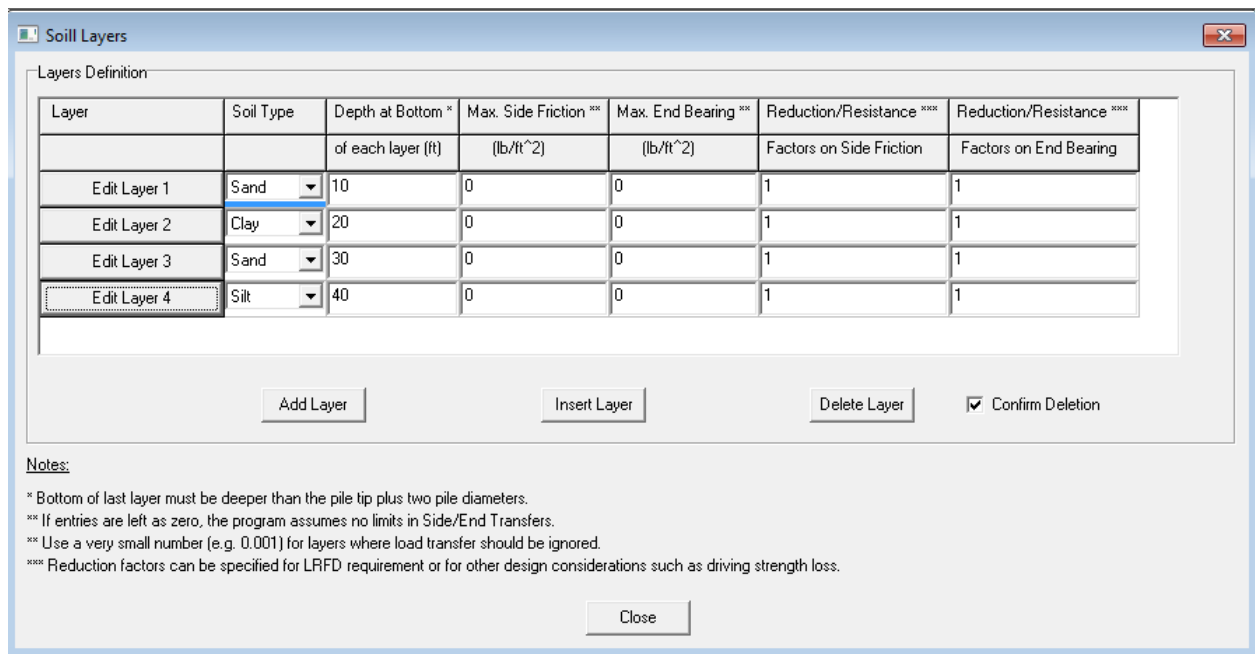 Soill Layers
Layers Definition
Layer Soil Type Depth at Bottom * Max. Side Friction ** Max. End Bearing ** Reduction/Resistance *** Reduction/Resistance ***
of each layer (ft) (lb/ft^2) (lb/ft^2) Factors on Side Friction Factors on End Bearing
Edit Layer 1 Sand 10 0 0 1 1
Edit Layer 2 Clay 20 0 0 1 1
Edit Layer 3 Sand 30 0 0 1 1
Edit Layer 4 Silt 40 0 0 1 1
Add Layer Insert Layer Delete Layer Confirm Deletion
Notes:
* Bottom of last layer must be deeper than the pile tip plus two pile diameters.
** If entries are left as zero, the program assumes no limits in Side/End Transfers.
** Use a very small number (e.g. 0.001) for layers where load transfer should be ignored.
*** Reduction factors can be specified for LRFD requirement or for other design considerations such as driving strength loss.
Close